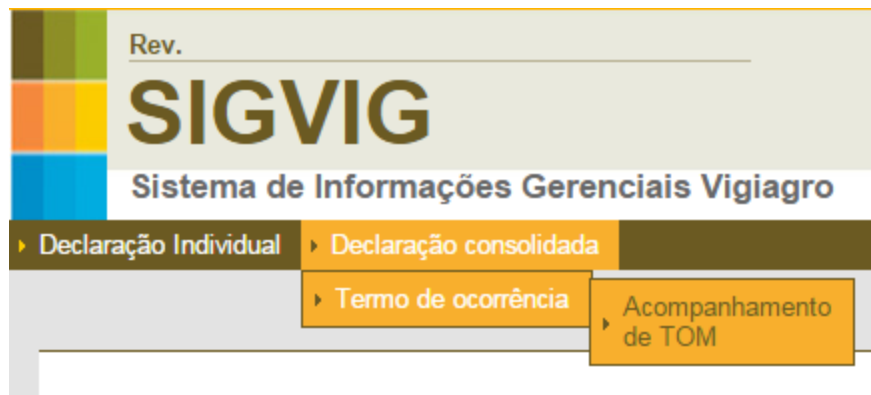 Rev.
SIGVIG
Sistema de Informações Gerenciais Vigiagro
Declaração Individual Declaração consolidada
Termo de ocorrência
Acompanhamento
de TOM